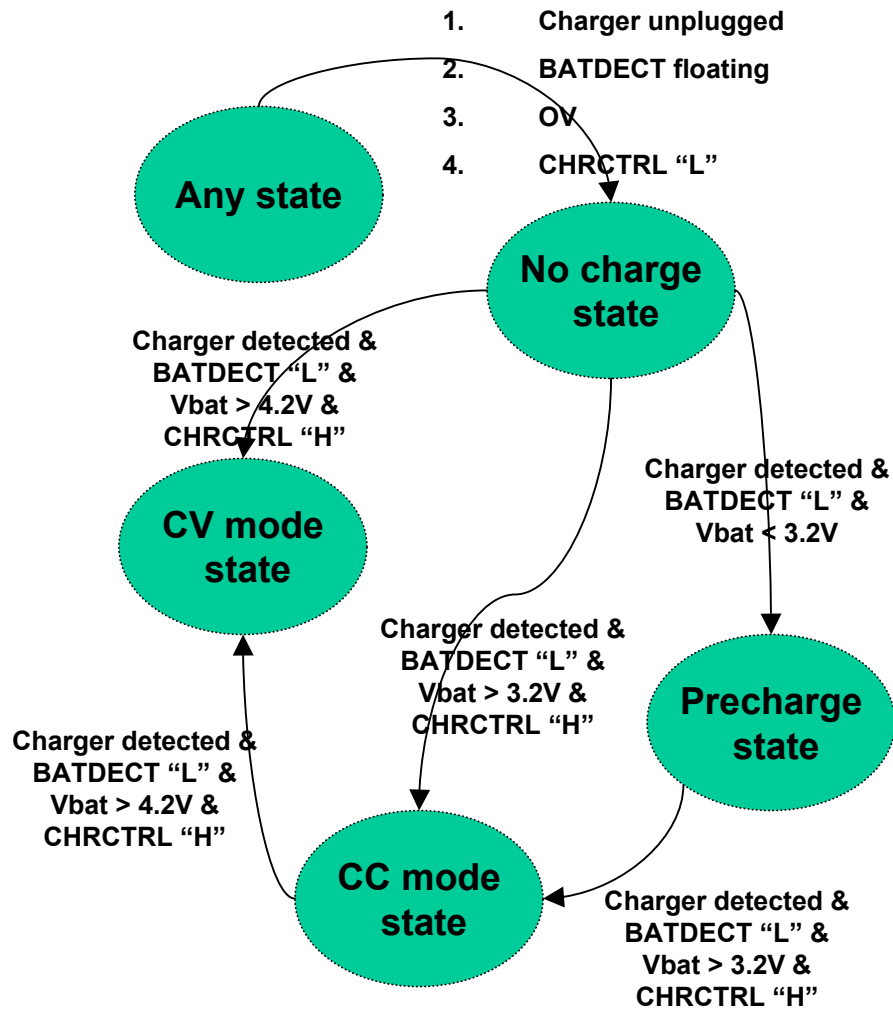 1. Charger unplugged
2. BATDECT floating
3. OV
4. CHRCTRL “L”
Any state
No charge
state
Charger detected &
BATDECT “L” &
Vbat > 4.2V &
CHRCTRL “H”
Charger detected &
BATDECT “L” &
Vbat < 3.2V
CV mode
state
Charger detected &
BATDECT “L” &
Vbat > 3.2V &
CHRCTRL “H”
Precharge
state
Charger detected &
BATDECT “L” &
Vbat > 4.2V &
CHRCTRL “H”
CC mode
state
Charger detected &
BATDECT “L” &
Vbat > 3.2V &
CHRCTRL “H”